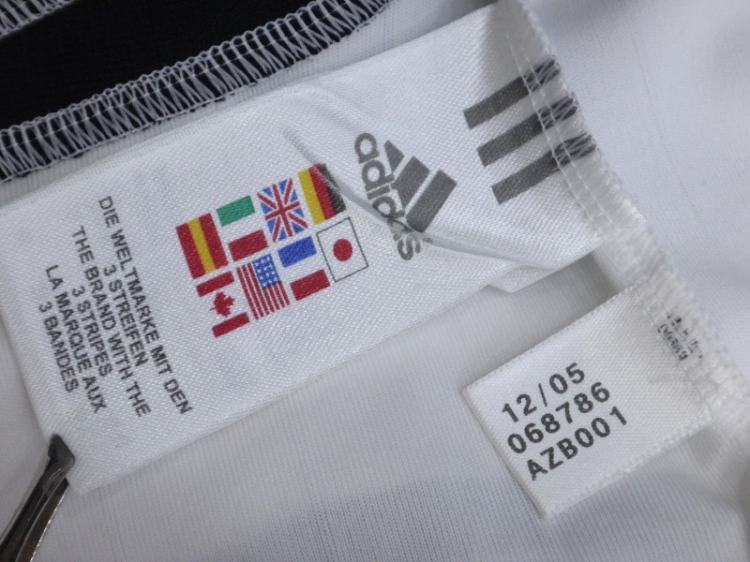 adidas
DIE WELTMARKE MIT DEN
3 STREIFEN
THE BRAND WITH THE
3 STRIPES
LA MARQUE AUX
3 BANDES
12/05
068786
AZB001